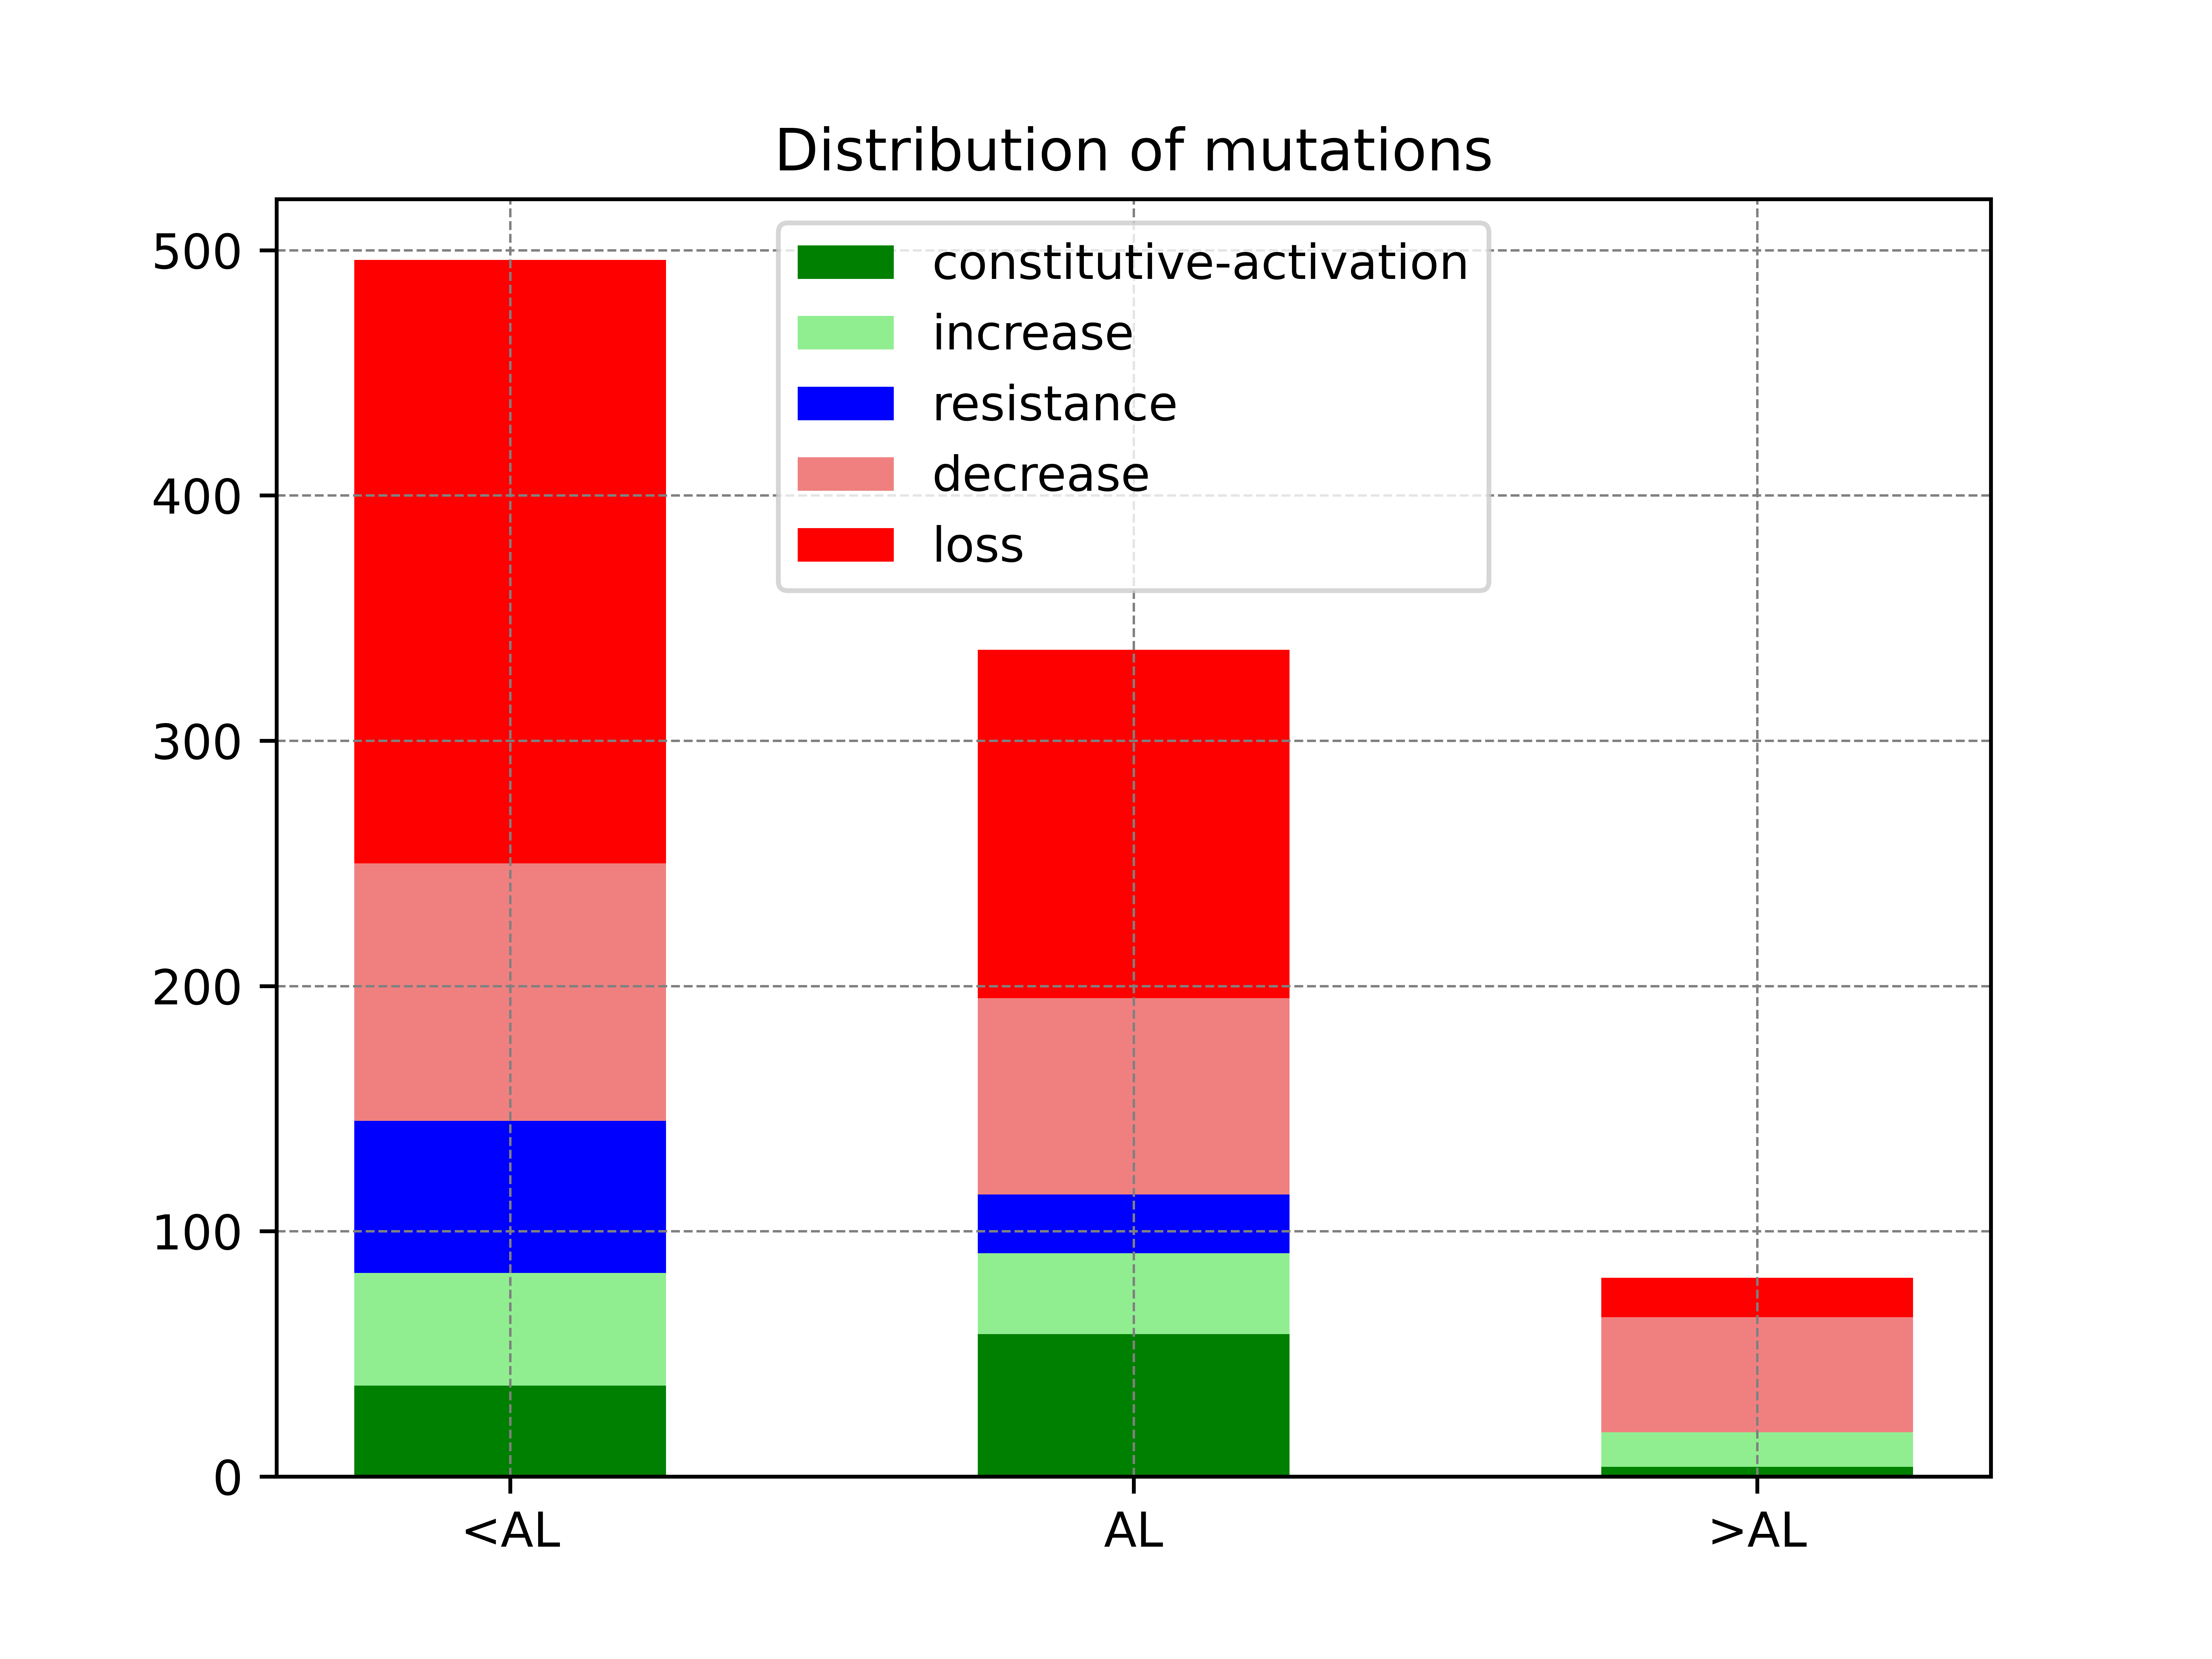 Distribution of mutations
500
400
300
200
100
0
constitutive-activation
increase
resistance
decrease
loss
<AL
AL
>AL